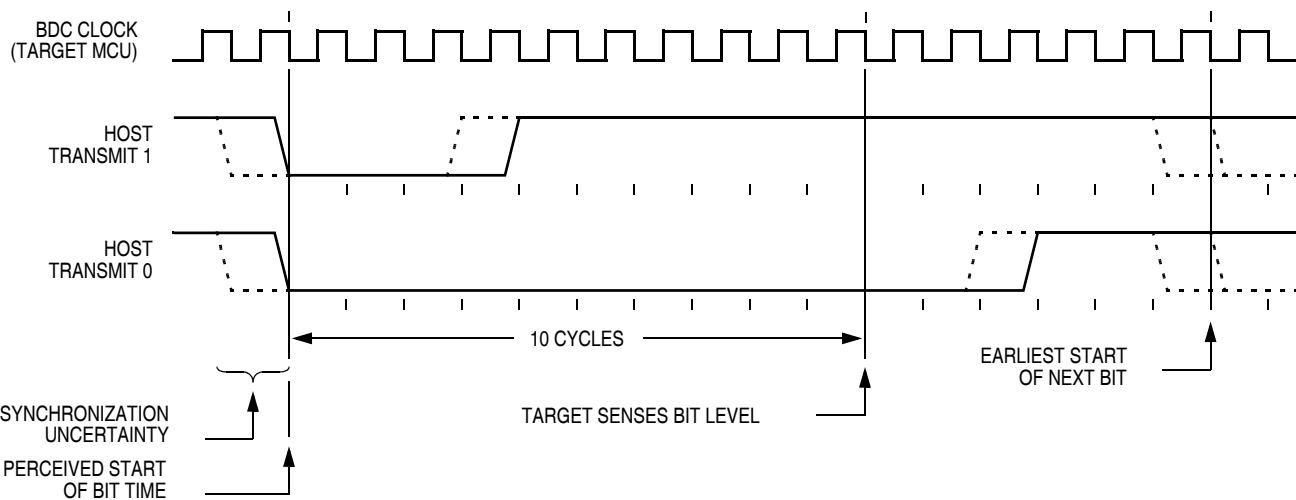 BDC CLOCK
(TARGET MCU)
HOST
TRANSMIT 1
HOST
TRANSMIT 0
10 CYCLES
EARLIEST START
OF NEXT BIT
SYNCHRONIZATION
UNCERTAINTY
TARGET SENSES BIT LEVEL
PERCEIVED START
OF BIT TIME